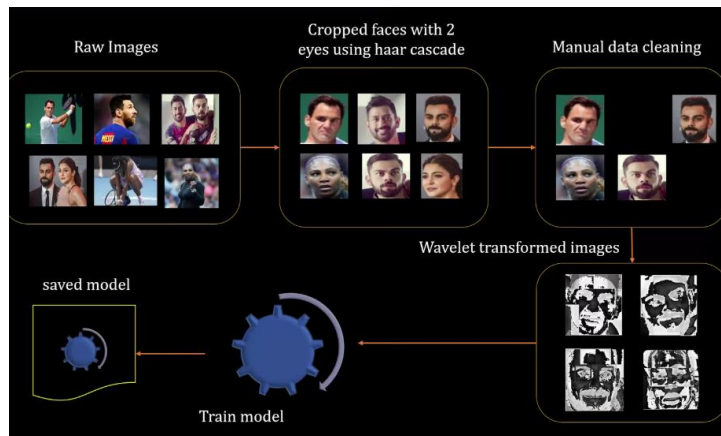 Raw Images
Cropped faces with 2
eyes using haar cascade
Manual data cleaning
Wavelet transformed images
saved model
Train model